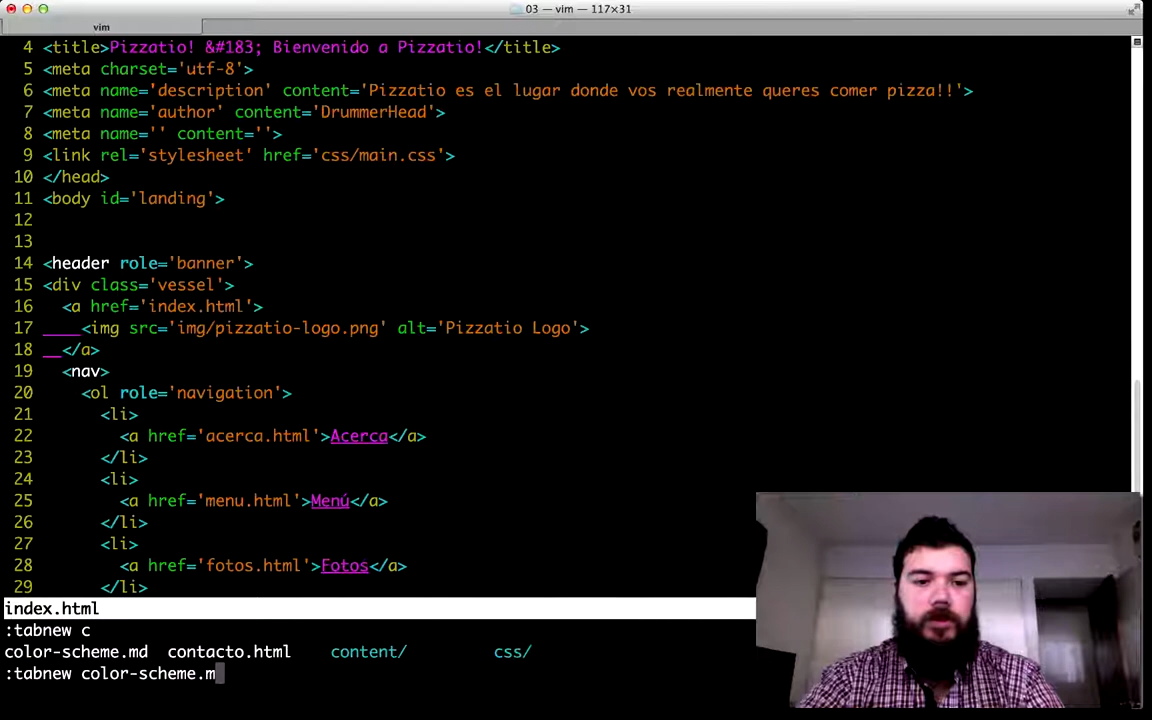 03 — vim — 117×31
vim
4 <title>Pizzatio! &#183; Bienvenido a Pizzatio!</title>
5 <meta charset='utf-8'>
6 <meta name='description' content='Pizzatio es el lugar donde vos realmente queres comer pizza!!'>
7 <meta name='author' content='DrummerHead'>
8 <meta name='' content=''>
9 <link rel='stylesheet' href='css/main.css'>
10 </head>
11 <body id='landing'>
12
13
14 <header role='banner'>
15 <div class='vessel'>
16   <a href='index.html'>
17 ____<img src='img/pizzatio-logo.png' alt='Pizzatio Logo'>
18 __</a>
19   <nav>
20     <ol role='navigation'>
21       <li>
22         <a href='acerca.html'>Acerca</a>
23       </li>
24       <li>
25         <a href='menu.html'>Menú</a>
26       </li>
27       <li>
28         <a href='fotos.html'>Fotos</a>
29       </li>
index.html
:tabnew c
color-scheme.md  contacto.html    content/         css/
:tabnew color-scheme.m